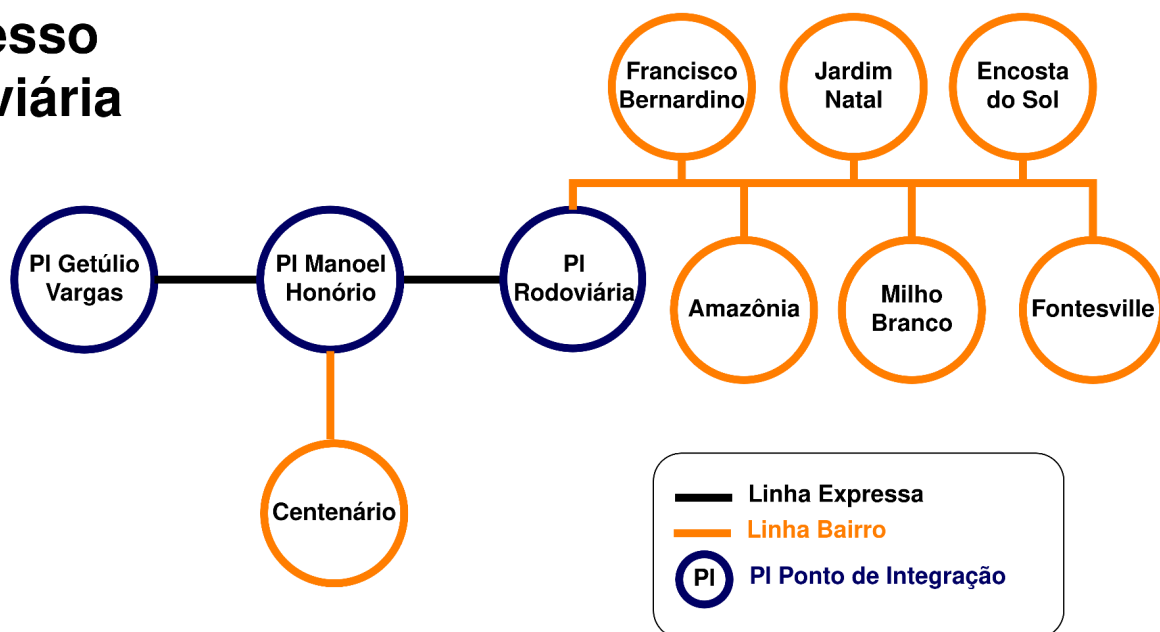 esso
viária
Francisco
Bernardino
Jardim
Natal
Encosta
do Sol
PI Getúlio
Vargas
PI Manoel
Honório
PI
Rodoviária
Amazônia
Milho
Branco
Fontesville
Centenário
Linha Expressa
Linha Bairro
PI
PI Ponto de Integração